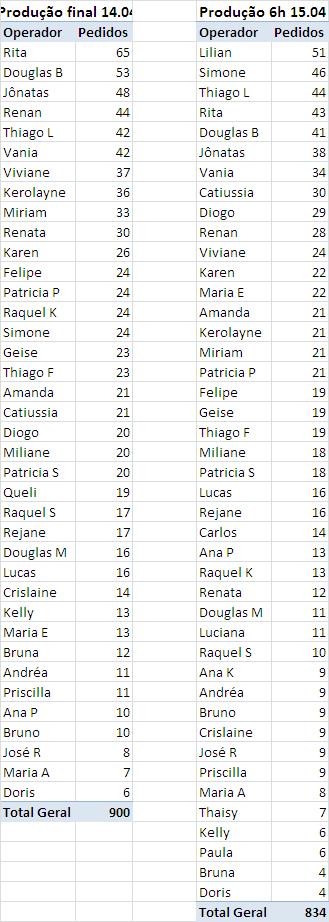 Produção final 14.04
Operador Pedidos
Rita 65
Douglas B 53
Jônatas 48
Renan 44
Thiago L 42
Vania 42
Viviane 37
Kerolayne 36
Miriam 33
Renata 30
Karen 26
Felipe 24
Patricia P 24
Raquel K 24
Simone 24
Geise 23
Thiago F 23
Amanda 21
Catiussia 21
Diogo 20
Miliane 20
Patricia S 20
Queli 19
Raquel S 17
Rejane 17
Douglas M 16
Lucas 16
Crislaine 14
Kelly 13
Maria E 13
Bruna 12
Andréa 11
Priscilla 11
Ana P 10
Bruno 10
José R 8
Maria A 7
Doris 6
Total Geral 900
Produção 6h 15.04
Operador Pedidos
Lilian 51
Simone 46
Thiago L 44
Rita 43
Douglas B 41
Jônatas 38
Vania 34
Catiussia 30
Diogo 29
Renan 28
Viviane 24
Karen 22
Maria E 22
Amanda 21
Kerolayne 21
Miriam 21
Patricia P 21
Felipe 19
Geise 19
Thiago F 19
Miliane 18
Patricia S 18
Lucas 16
Rejane 16
Carlos 14
Ana P 13
Raquel K 13
Renata 12
Douglas M 11
Luciana 11
Raquel S 10
Ana K 9
Andréa 9
Bruno 9
Crislaine 9
José R 9
Priscilla 9
Maria A 8
Thaisy 7
Kelly 6
Paula 6
Bruna 4
Doris 4
Total Geral 834